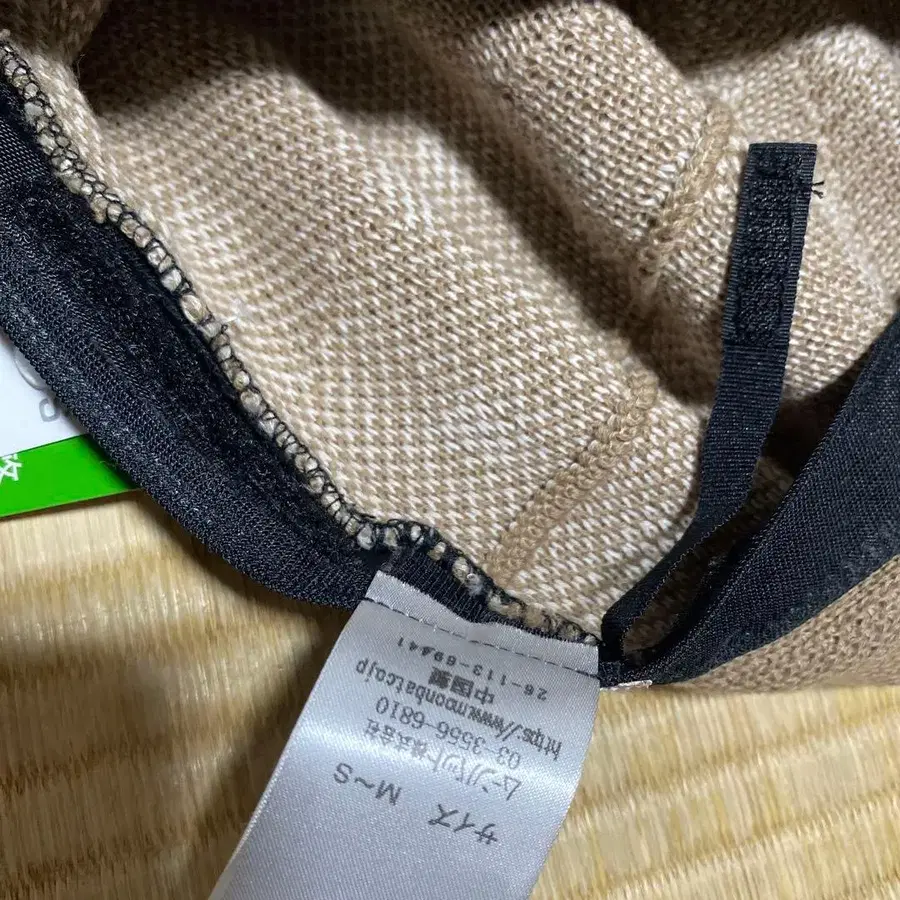 サイズ M～S
ムーンバット株式会社
03-3556-6810
https://www.moonbat.co.jp
中国製
26-113-69441